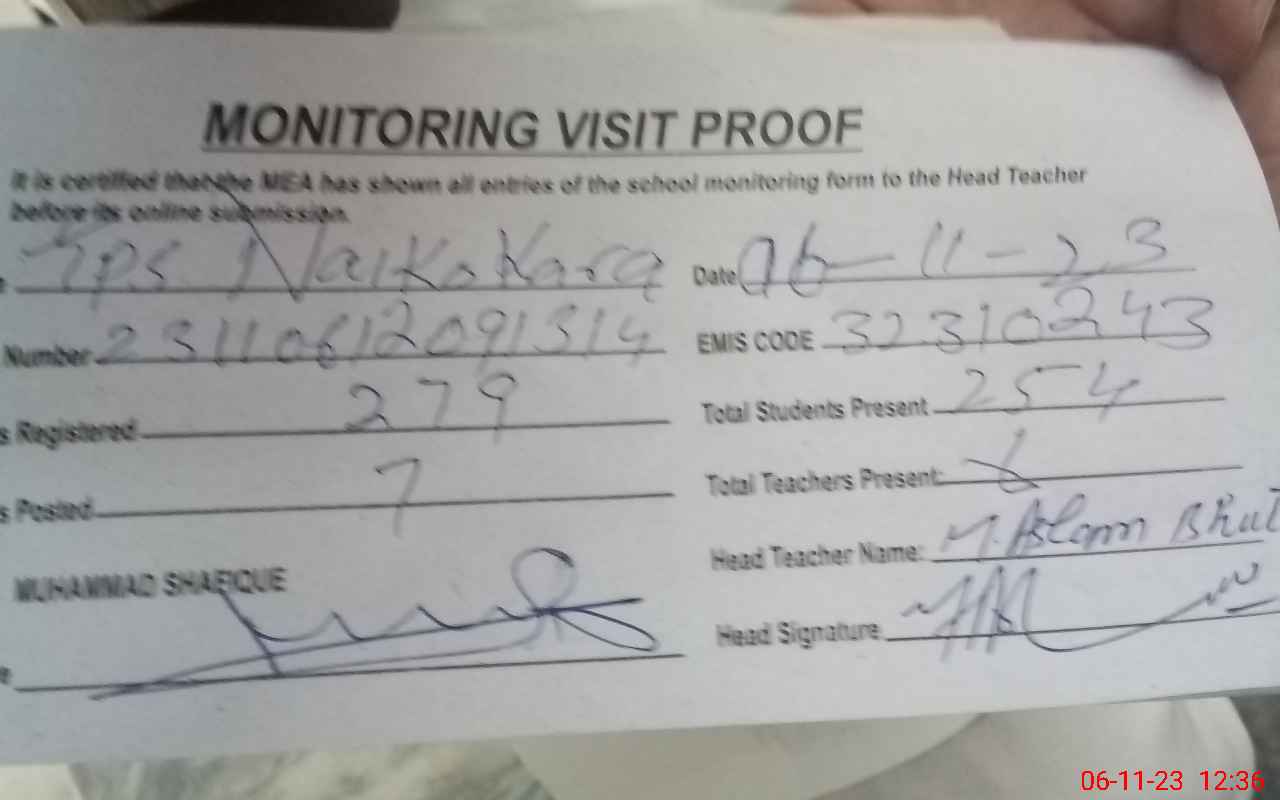 MONITORING VISIT PROOF
It is certified that the MEA has shown all entries of the school monitoring form to the Head Teacher
before its online submission.
GPS Naiko Kara Date 06-11-23
Number 23110612091314 EMIS CODE 32310243
s Registered 279 Total Students Present 254
s Posted 7 Total Teachers Present: 6
Head Teacher Name: M. Aslam Bhut
MUHAMMAD SHAFIQUE
Head Signature
06-11-23 12:36